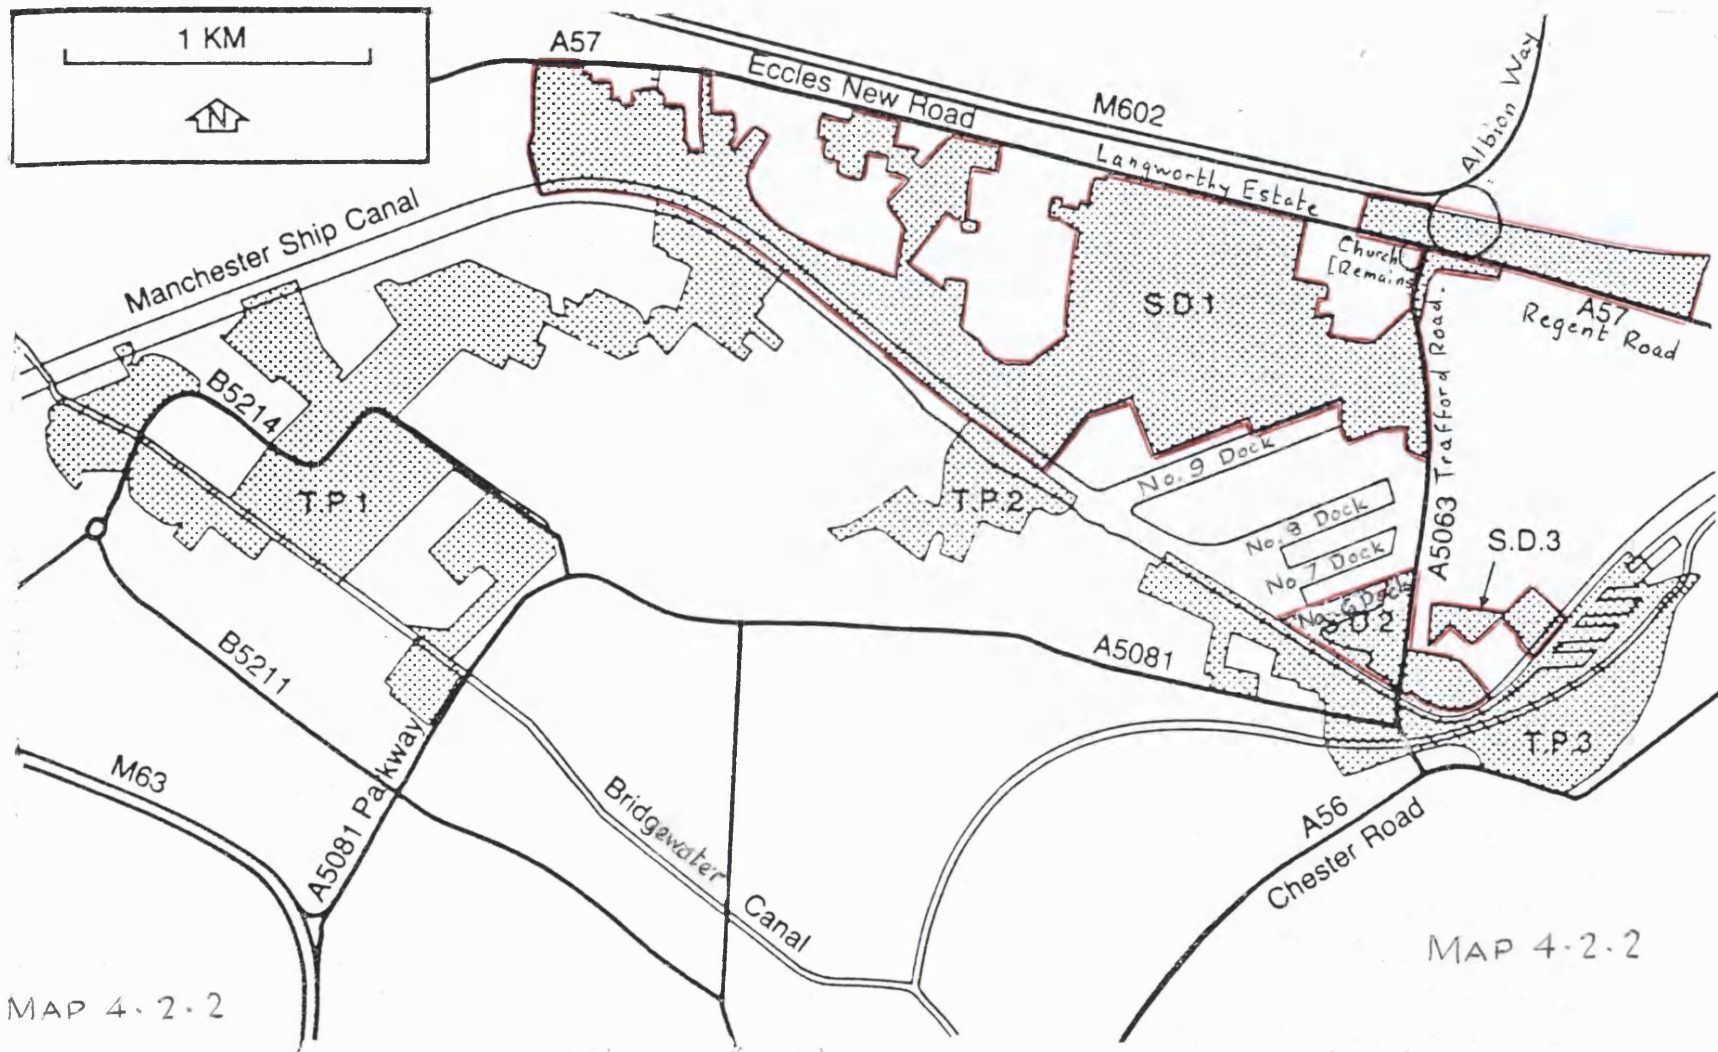 1 KM
N
A57
Eccles New Road
M602
Albion Way
Langworthy Estate
Manchester Ship Canal
Church
[Remains
S.D.1
A57
Regent Road
A5063 Trafford Road.
B5214
No. 9 Dock
T.P.1
T.P.2
No. 8 Dock
No 7 Dock
S.D.3
No. 6 Dock
S.D.2
B5211
A5081
T.P.3
M63
A5081 Parkway
Bridgewater
Canal
A56
Chester Road
MAP 4.2.2
MAP 4.2.2